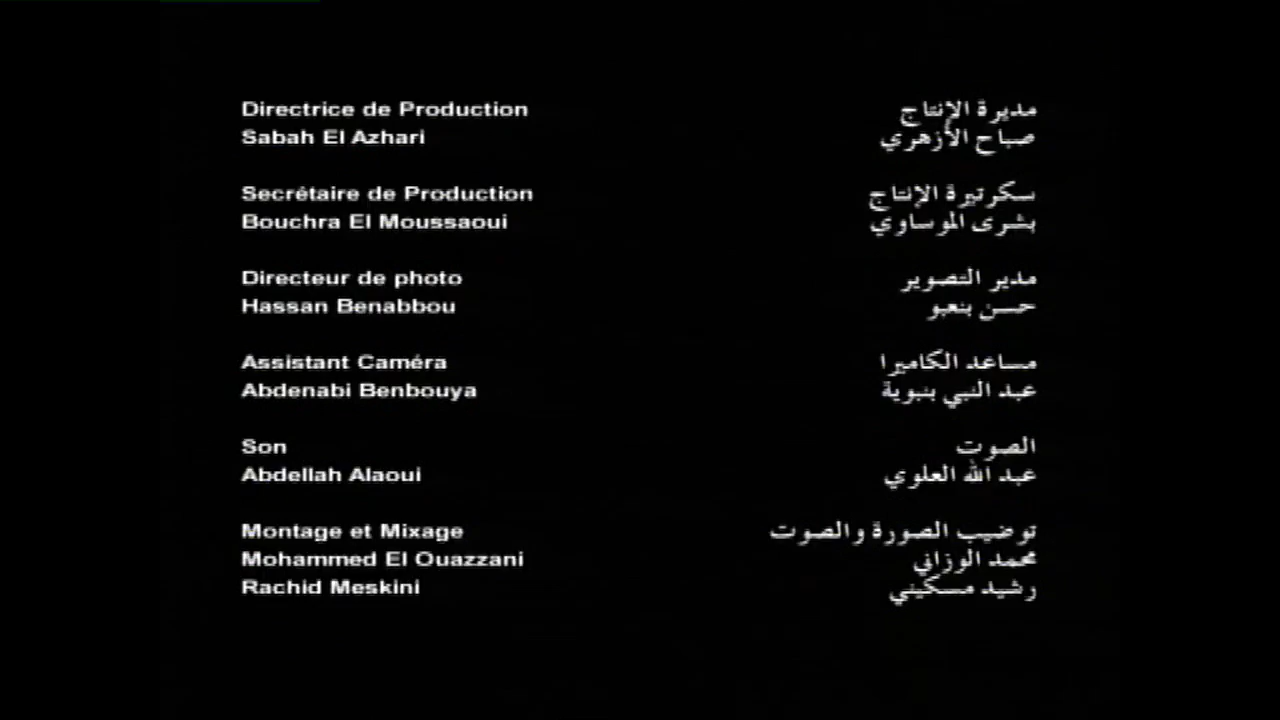 Directrice de Production
مديرة الإنتاج
Sabah El Azhari
صباح الأزهري
Secrétaire de Production
سكرتيرة الإنتاج
Bouchra El Moussaoui
بشرى الموساوي
Directeur de photo
مدير التصوير
Hassan Benabbou
حسن بنعبو
Assistant Caméra
مساعد الكاميرا
Abdenabi Benbouya
عبد النبي بنبوية
Son
الصوت
Abdellah Alaoui
عبد الله العلوي
Montage et Mixage
توضيب الصورة والصوت
Mohammed El Ouazzani
محمد الوزاني
Rachid Meskini
رشيد مسكيني